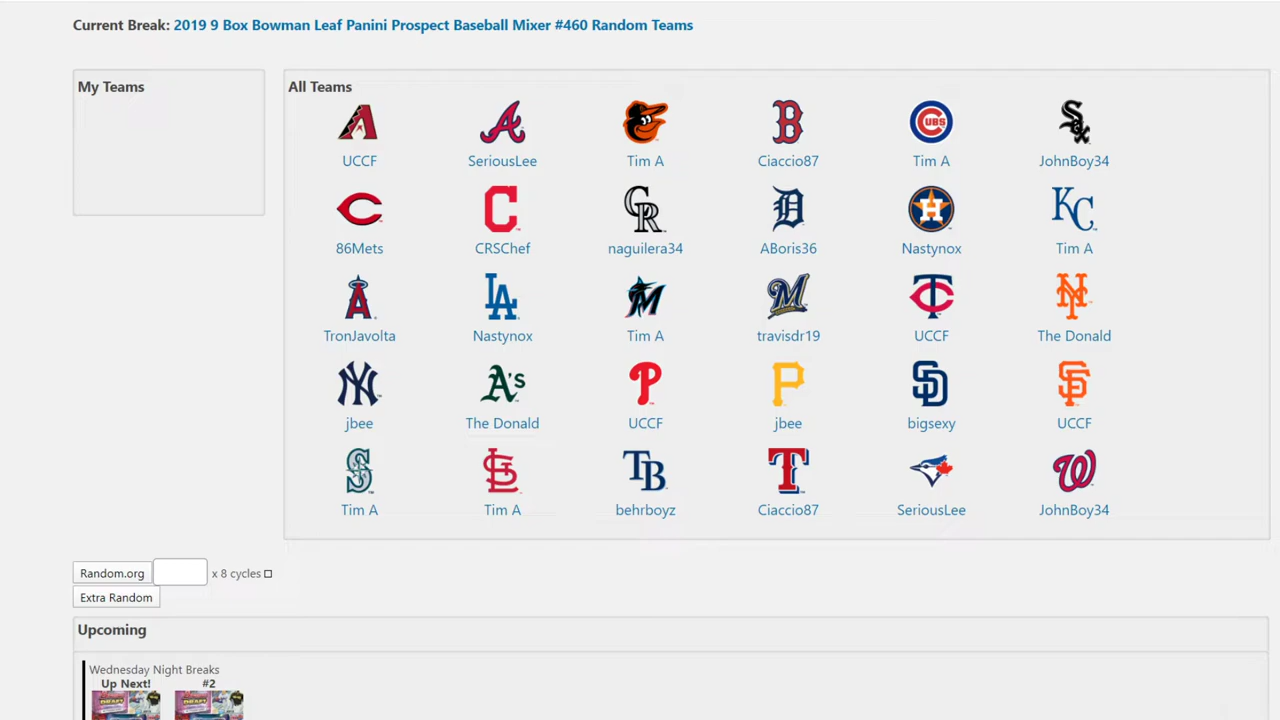 Current Break: 2019 9 Box Bowman Leaf Panini Prospect Baseball Mixer #460 Random Teams
My Teams
All Teams
UCCF SeriousLee Tim A Ciaccio87 Tim A JohnBoy34
86Mets CRSChef naguilera34 ABoris36 Nastynox Tim A
TronJavolta Nastynox Tim A travisdr19 UCCF The Donald
jbee The Donald UCCF jbee bigsexy UCCF
Tim A Tim A behrboyz Ciaccio87 SeriousLee JohnBoy34
Random.org x 8 cycles
Extra Random
Upcoming
Wednesday Night Breaks
Up Next! #2